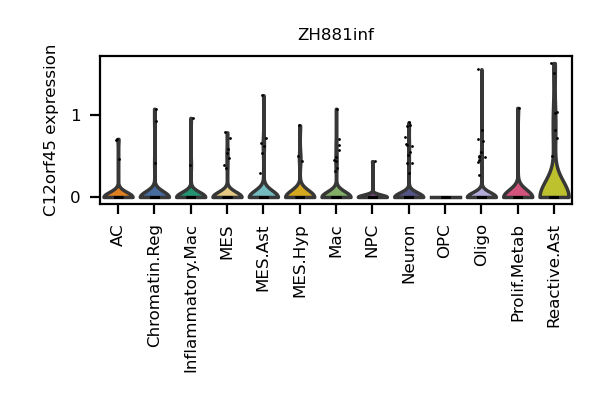 ZH881inf
C12orf45 expression
1
0
AC
Chromatin.Reg
Inflammatory.Mac
MES
MES.Ast
MES.Hyp
Mac
NPC
Neuron
OPC
Oligo
Prolif.Metab
Reactive.Ast